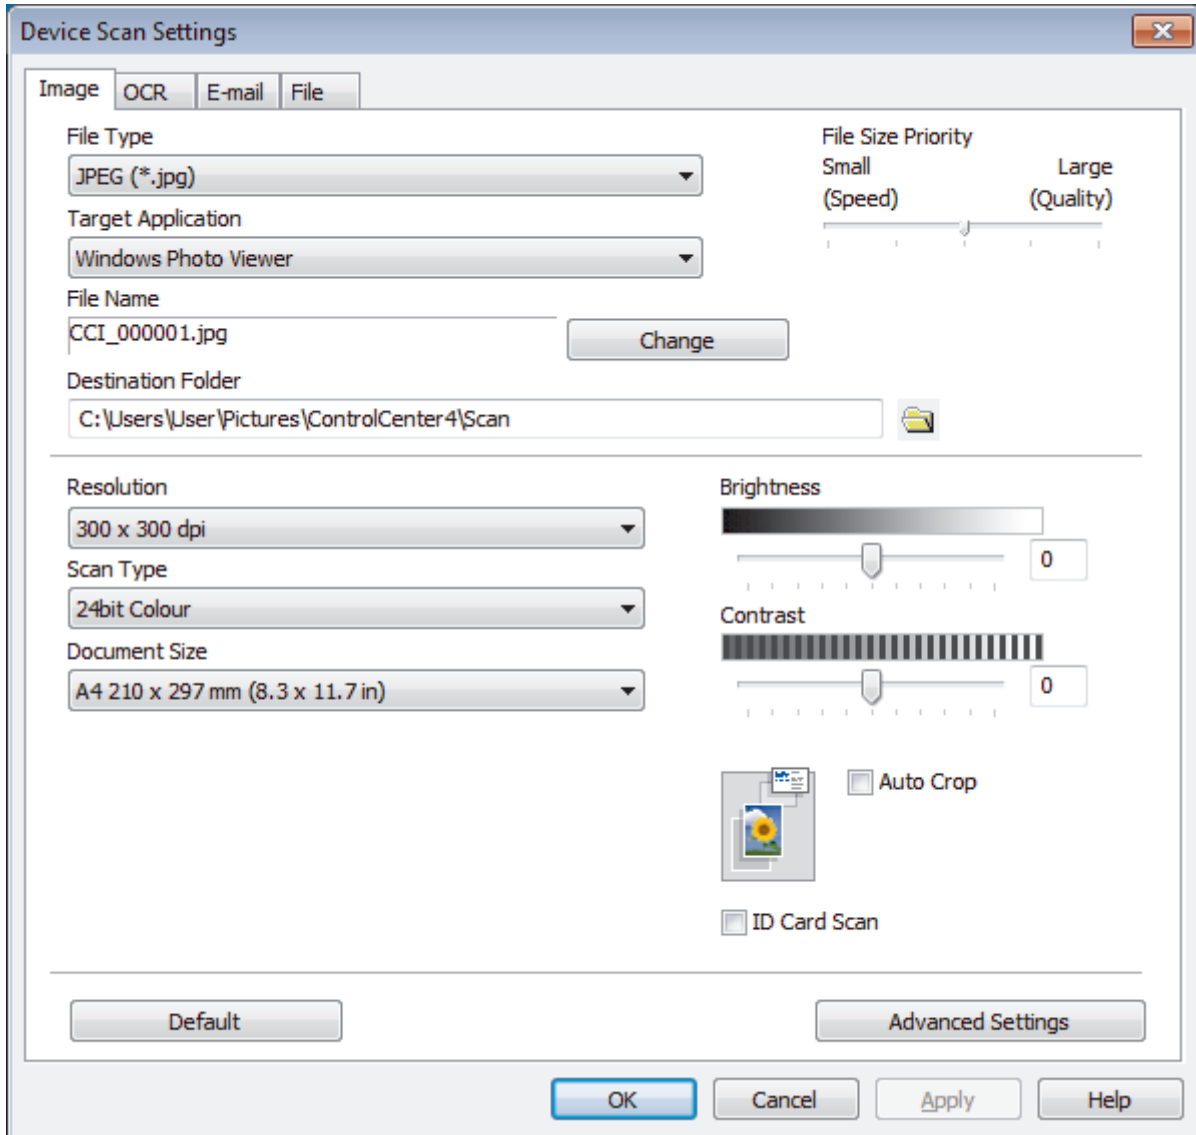 Device Scan Settings
Image OCR E-mail File
File Type
JPEG (*.jpg)
Target Application
Windows Photo Viewer
File Name
CCI_000001.jpg
Change
Destination Folder
C:\Users\User\Pictures\ControlCenter4\Scan
File Size Priority
Small Large
(Speed) (Quality)
Resolution
300 x 300 dpi
Scan Type
24bit Colour
Document Size
A4 210 x 297 mm (8.3 x 11.7 in)
Brightness
0
Contrast
0
Auto Crop
ID Card Scan
Default
Advanced Settings
OK Cancel Apply Help